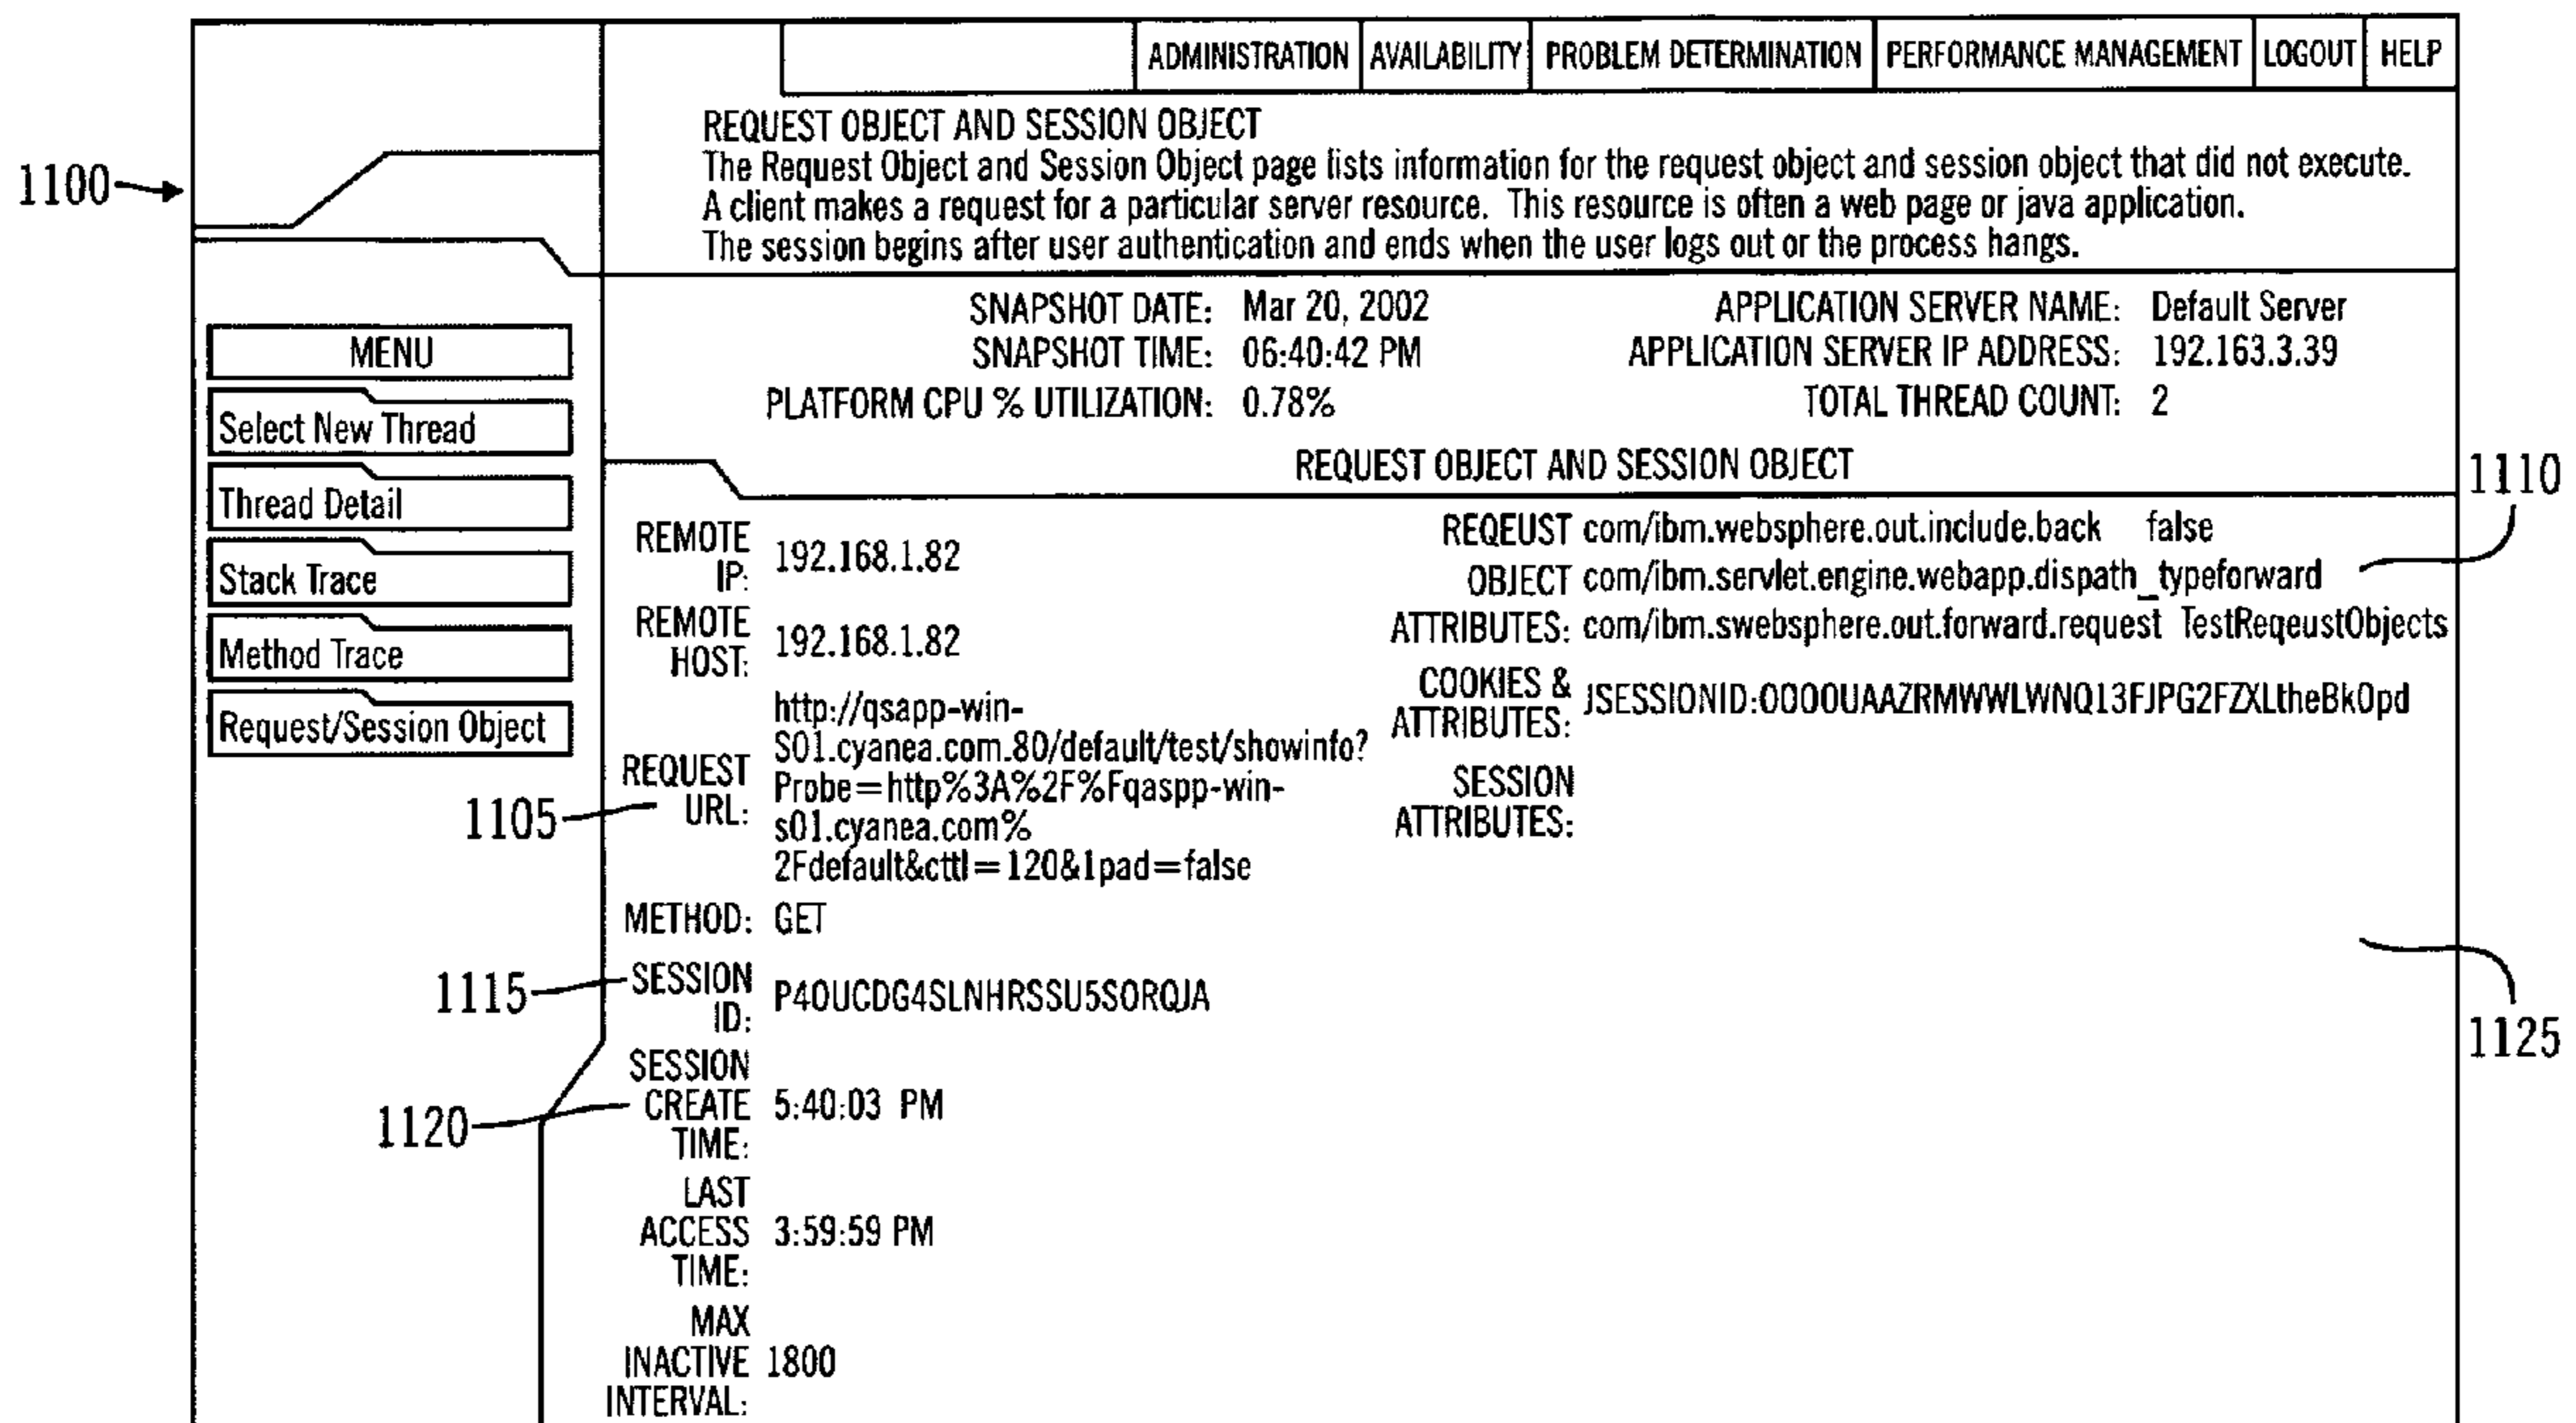 ADMINISTRATION AVAILABILITY PROBLEM DETERMINATION PERFORMANCE MANAGEMENT LOGOUT HELP
REQUEST OBJECT AND SESSION OBJECT
The Request Object and Session Object page lists information for the request object and session object that did not execute.
A client makes a request for a particular server resource. This resource is often a web page or java application.
The session begins after user authentication and ends when the user logs out or the process hangs.
1100
SNAPSHOT DATE: Mar 20, 2002
SNAPSHOT TIME: 06:40:42 PM
PLATFORM CPU % UTILIZATION: 0.78%
APPLICATION SERVER NAME: Default Server
APPLICATION SERVER IP ADDRESS: 192.163.3.39
TOTAL THREAD COUNT: 2
MENU
Select New Thread
Thread Detail
Stack Trace
Method Trace
Request/Session Object
REQUEST OBJECT AND SESSION OBJECT
REMOTE
IP: 192.168.1.82
REMOTE
HOST: 192.168.1.82
REQUEST
URL:
http://qsapp-win-
S01.cyanea.com.80/default/test/showinfo?
Probe=http%3A%2F%Fqaspp-win-
s01.cyanea.com%
2Fdefault&cttl=120&1pad=false
1105
METHOD: GET
1115
SESSION
ID: P4OUCDG4SLNHRSSU5SORQJA
SESSION
CREATE 5:40:03 PM
TIME:
1120
LAST
ACCESS 3:59:59 PM
TIME:
MAX
INACTIVE 1800
INTERVAL:
REQEUST com/ibm.websphere.out.include.back false
OBJECT com/ibm.servlet.engine.webapp.dispath_typeforward
ATTRIBUTES: com/ibm.swebsphere.out.forward.request TestReqeustObjects
1110
COOKIES &
ATTRIBUTES: JSESSIONID:0000UAAZRMWWLWNQ13FJPG2FZXLtheBk0pd
SESSION
ATTRIBUTES:
1125